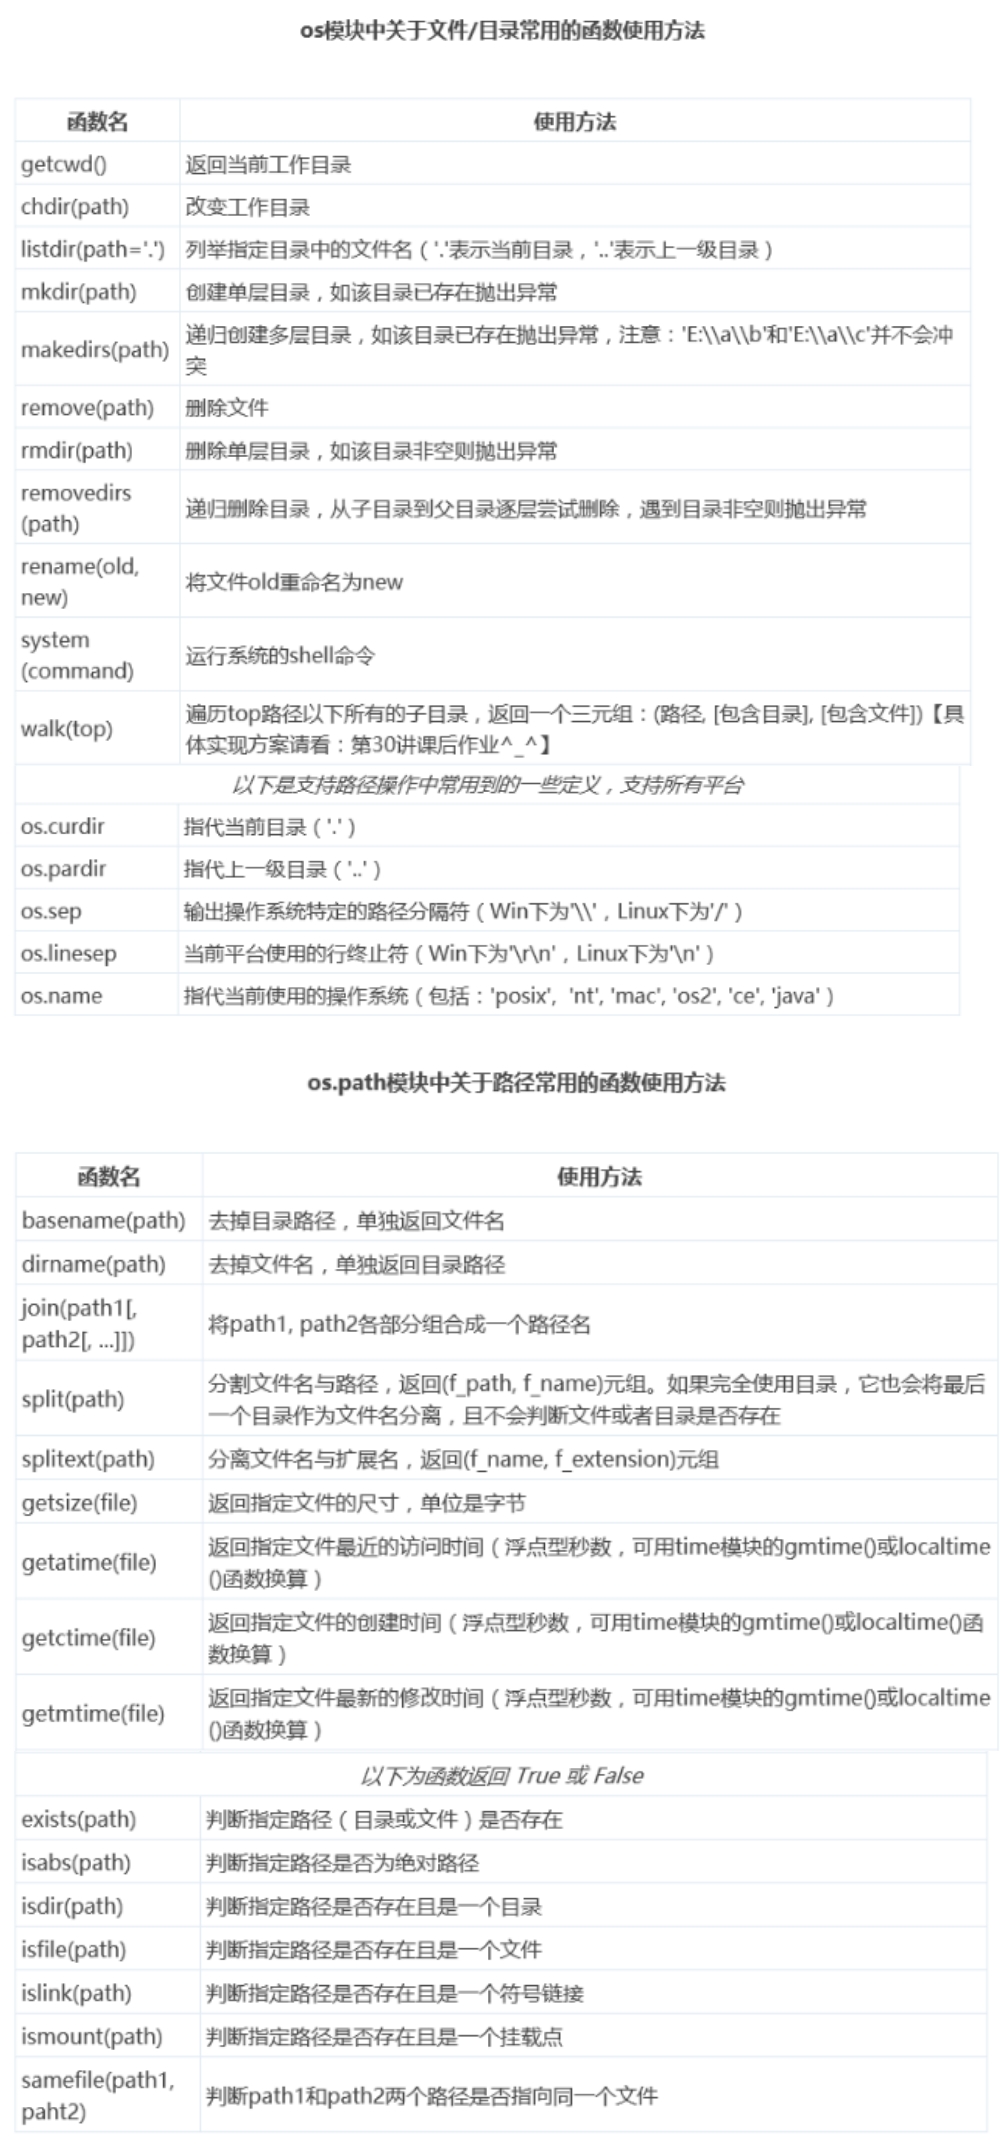 os模块中关于文件/目录常用的函数使用方法
函数名 使用方法
getcwd() 返回当前工作目录
chdir(path) 改变工作目录
listdir(path='.') 列举指定目录中的文件名（'.'表示当前目录，'..'表示上一级目录）
mkdir(path) 创建单层目录，如该目录已存在抛出异常
makedirs(path) 递归创建多层目录，如该目录已存在抛出异常，注意：'E:\\a\\b'和'E:\\a\\c'并不会冲
突
remove(path) 删除文件
rmdir(path) 删除单层目录，如该目录非空则抛出异常
removedirs
(path) 递归删除目录，从子目录到父目录逐层尝试删除，遇到目录非空则抛出异常
rename(old,
new) 将文件old重命名为new
system
(command) 运行系统的shell命令
walk(top) 遍历top路径以下所有的子目录，返回一个三元组：(路径, [包含目录], [包含文件])【具
体实现方案请看：第30讲课后作业^_^】
以下是支持路径操作中常用到的一些定义，支持所有平台
os.curdir 指代当前目录（'.'）
os.pardir 指代上一级目录（'..'）
os.sep 输出操作系统特定的路径分隔符（Win下为'\\'，Linux下为'/'）
os.linesep 当前平台使用的行终止符（Win下为'\r\n'，Linux下为'\n'）
os.name 指代当前使用的操作系统（包括：'posix', 'nt', 'mac', 'os2', 'ce', 'java'）
os.path模块中关于路径常用的函数使用方法
函数名 使用方法
basename(path) 去掉目录路径，单独返回文件名
dirname(path) 去掉文件名，单独返回目录路径
join(path1[,
path2[, ...]]) 将path1, path2各部分组合成一个路径名
split(path) 分割文件名与路径，返回(f_path, f_name)元组。如果完全使用目录，它也会将最后
一个目录作为文件名分离，且不会判断文件或者目录是否存在
splitext(path) 分离文件名与扩展名，返回(f_name, f_extension)元组
getsize(file) 返回指定文件的尺寸，单位是字节
getatime(file) 返回指定文件最近的访问时间（浮点型秒数，可用time模块的gmtime()或localtime
()函数换算）
getctime(file) 返回指定文件的创建时间（浮点型秒数，可用time模块的gmtime()或localtime()函
数换算）
getmtime(file) 返回指定文件最新的修改时间（浮点型秒数，可用time模块的gmtime()或localtime
()函数换算）
以下为函数返回 True 或 False
exists(path) 判断指定路径（目录或文件）是否存在
isabs(path) 判断指定路径是否为绝对路径
isdir(path) 判断指定路径是否存在且是一个目录
isfile(path) 判断指定路径是否存在且是一个文件
islink(path) 判断指定路径是否存在且是一个符号链接
ismount(path) 判断指定路径是否存在且是一个挂载点
samefile(path1,
paht2) 判断path1和path2两个路径是否指向同一个文件